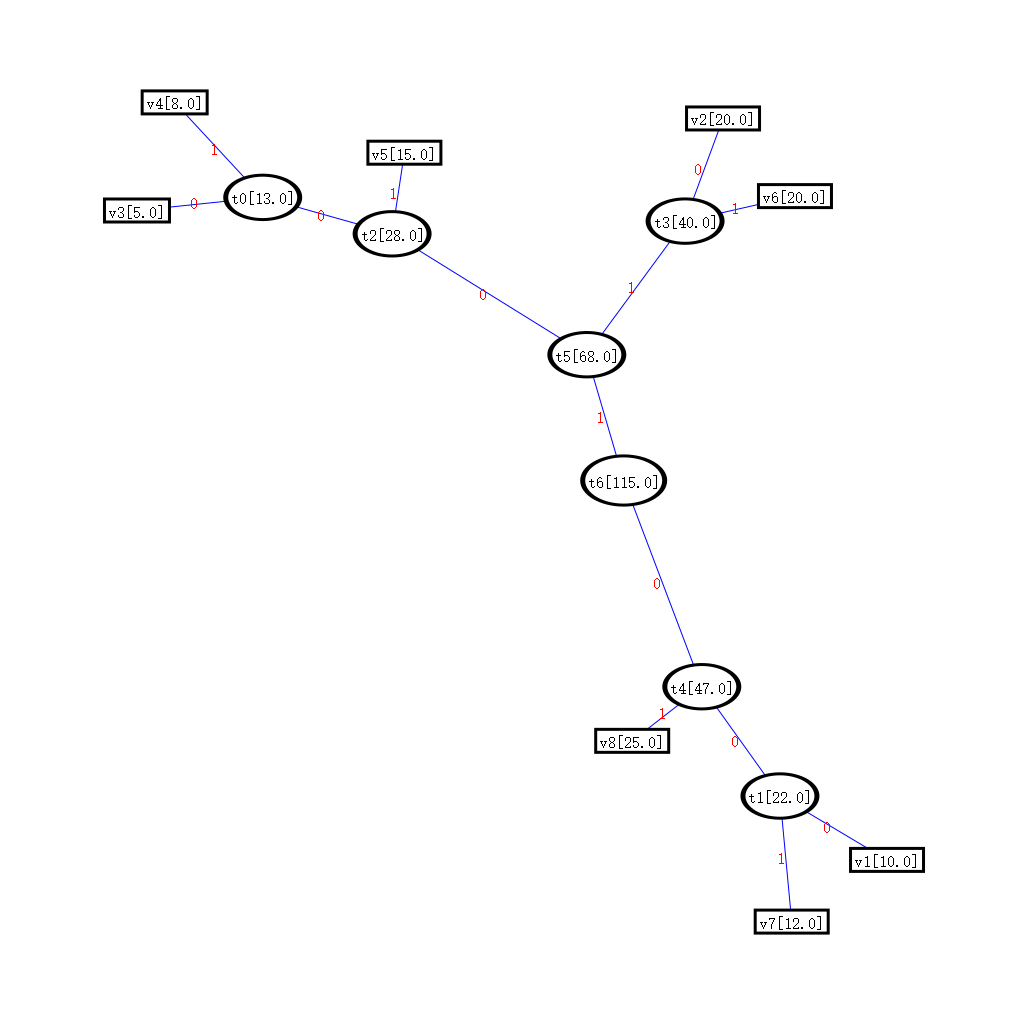 v4[8.0]
v2[20.0]
1
v5[15.0]
0
v6[20.0]
1
t0[13.0]
0
v3[5.0]
1
0
t3[40.0]
t2[28.0]
1
0
t5[68.0]
1
t6[115.0]
0
t4[47.0]
1
v8[25.0]
0
t1[22.0]
0
1
v1[10.0]
v7[12.0]